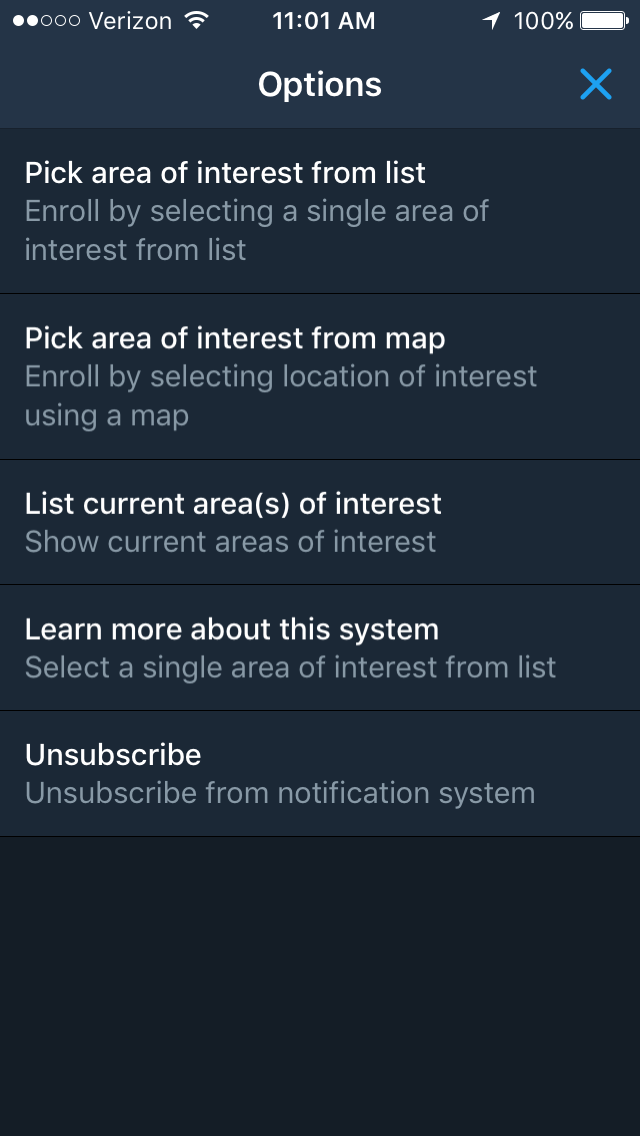 Verizon 11:01 AM 100%
Options
Pick area of interest from list
Enroll by selecting a single area of
interest from list
Pick area of interest from map
Enroll by selecting location of interest
using a map
List current area(s) of interest
Show current areas of interest
Learn more about this system
Select a single area of interest from list
Unsubscribe
Unsubscribe from notification system